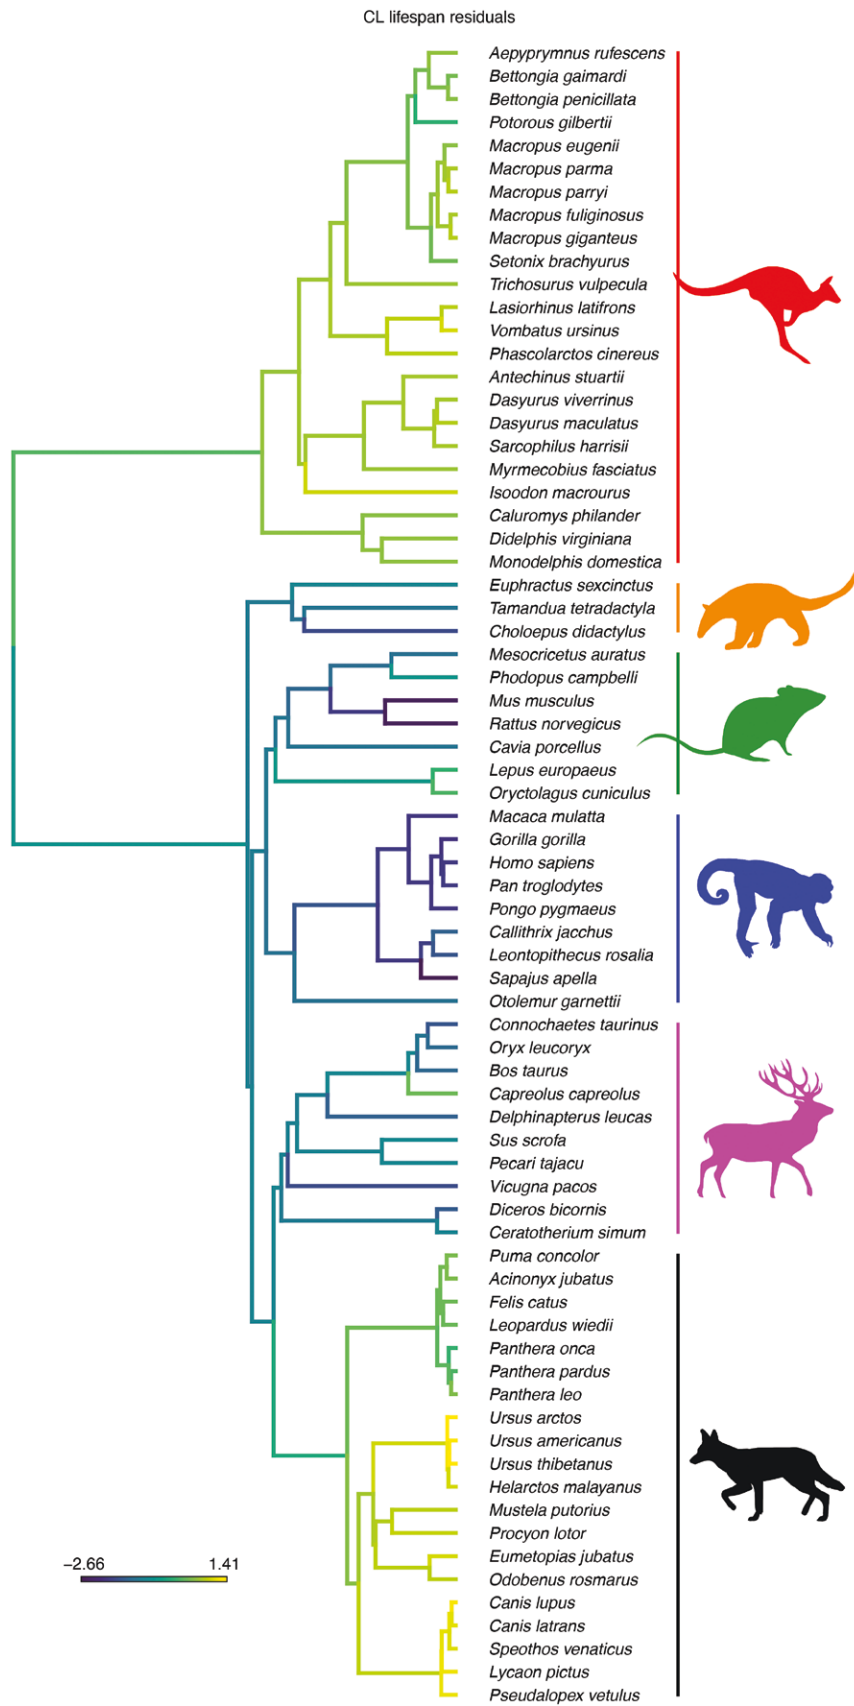 CL lifespan residuals
Aepyprymnus rufescens
Bettongia gaimardi
Bettongia penicillata
Potorous gilbertii
Macropus eugenii
Macropus parma
Macropus parryi
Macropus fuliginosus
Macropus giganteus
Setonix brachyurus
Trichosurus vulpecula
Lasiorhinus latifrons
Vombatus ursinus
Phascolarctos cinereus
Antechinus stuartii
Dasyurus viverrinus
Dasyurus maculatus
Sarcophilus harrisii
Myrmecobius fasciatus
Isoodon macrourus
Caluromys philander
Didelphis virginiana
Monodelphis domestica
Euphractus sexcinctus
Tamandua tetradactyla
Choloepus didactylus
Mesocricetus auratus
Phodopus campbelli
Mus musculus
Rattus norvegicus
Cavia porcellus
Lepus europaeus
Oryctolagus cuniculus
Macaca mulatta
Gorilla gorilla
Homo sapiens
Pan troglodytes
Pongo pygmaeus
Callithrix jacchus
Leontopithecus rosalia
Sapajus apella
Otolemur garnettii
Connochaetes taurinus
Oryx leucoryx
Bos taurus
Capreolus capreolus
Delphinapterus leucas
Sus scrofa
Pecari tajacu
Vicugna pacos
Diceros bicornis
Ceratotherium simum
Puma concolor
Acinonyx jubatus
Felis catus
Leopardus wiedii
Panthera onca
Panthera pardus
Panthera leo
Ursus arctos
Ursus americanus
Ursus thibetanus
Helarctos malayanus
Mustela putorius
Procyon lotor
Eumetopias jubatus
Odobenus rosmarus
Canis lupus
Canis latrans
Speothos venaticus
Lycaon pictus
Pseudalopex vetulus
−2.66 1.41